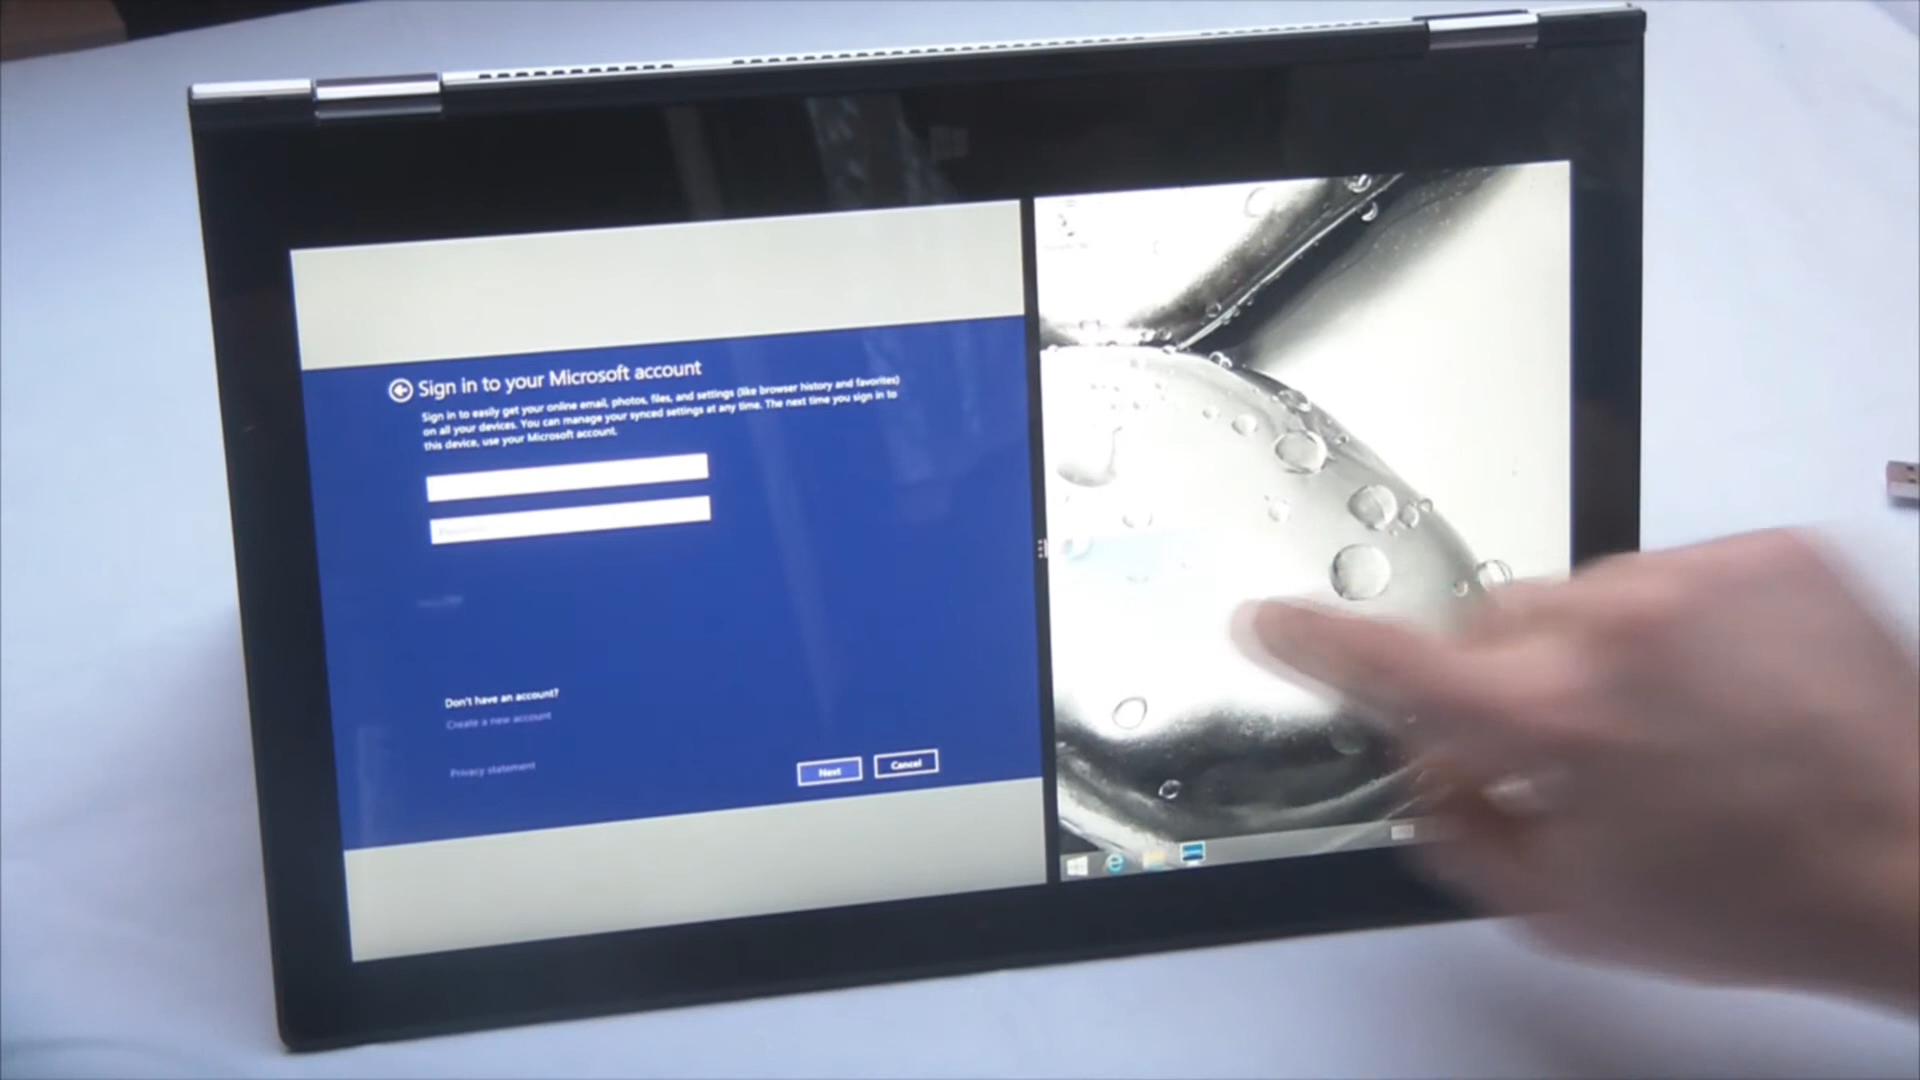 Sign in to your Microsoft account
Sign in to easily get your online email, photos, files, and settings (like browser history and favorites)
on all your devices. You can manage your synced settings at any time. The next time you sign in to
this device, use your Microsoft account.
Don't have an account?
Create a new account
Privacy statement
Next
Cancel